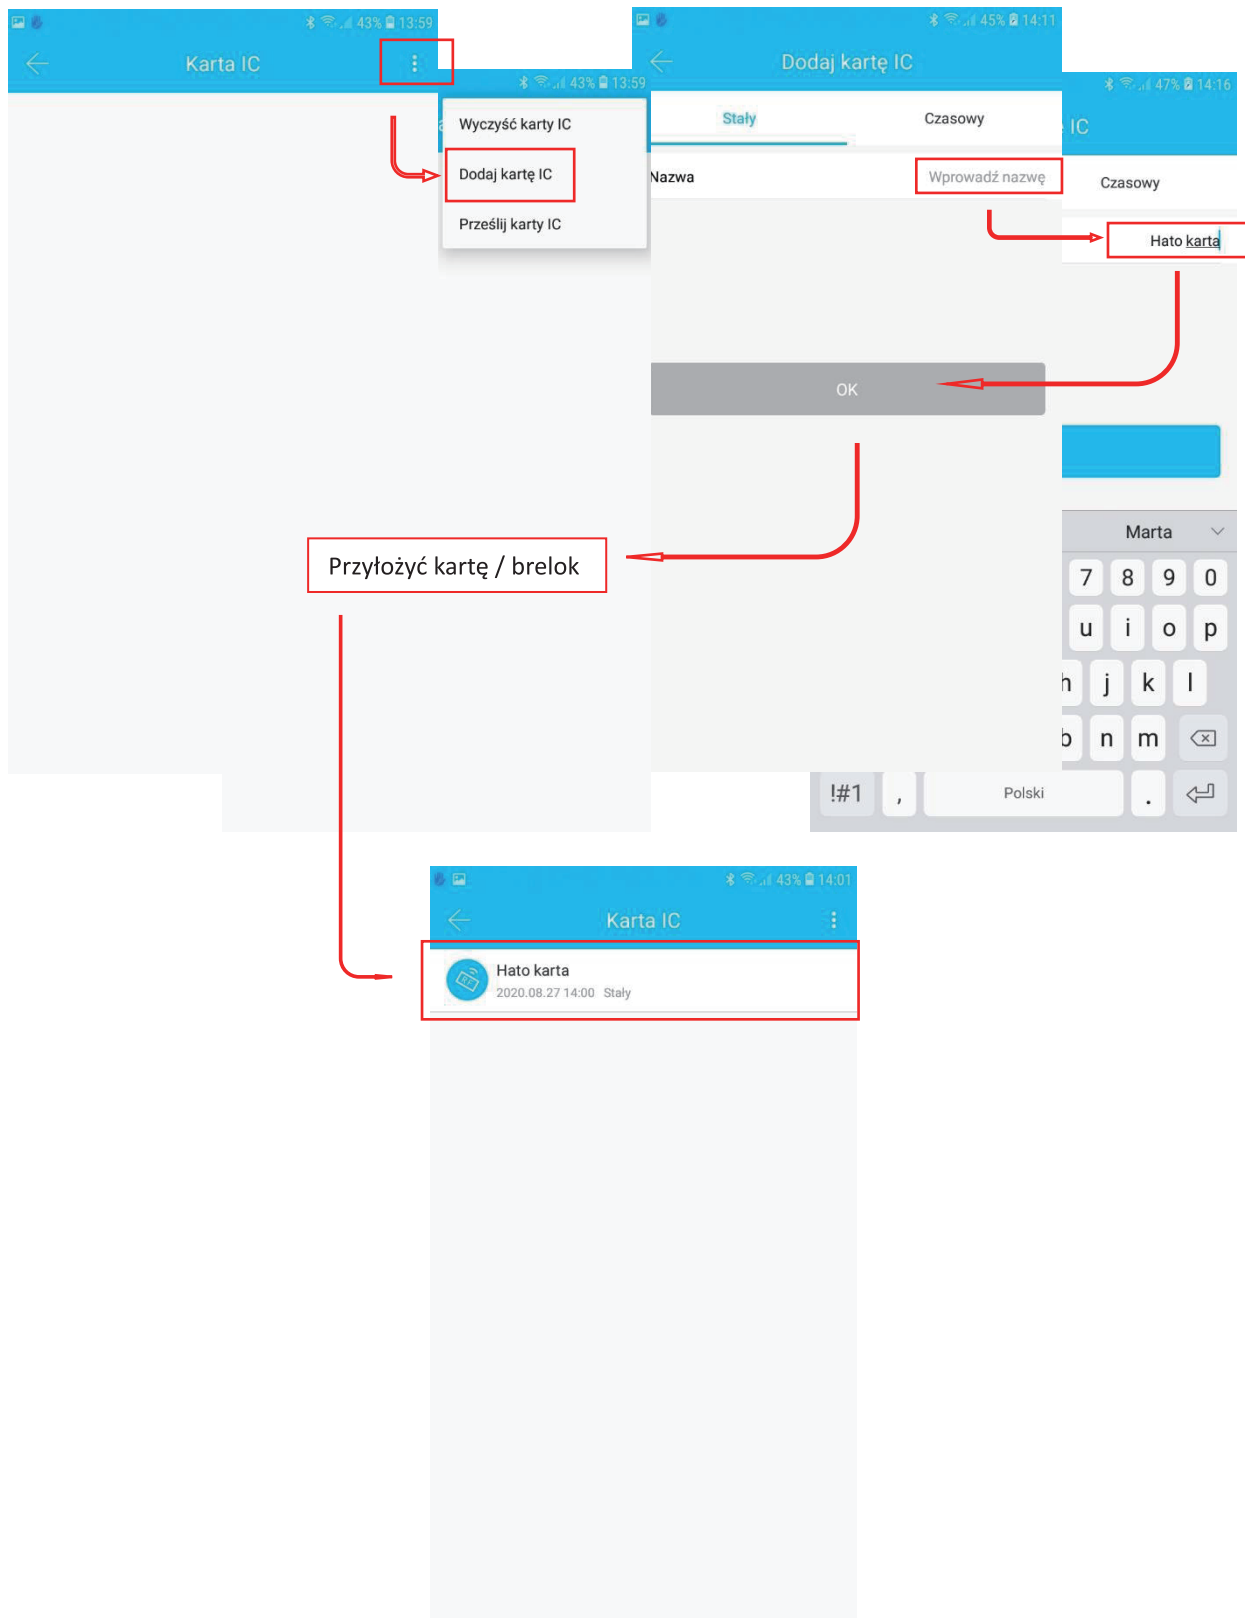 43% 13:59
Karta IC
43% 13:59
Wyczyść karty IC
Dodaj kartę IC
Prześlij karty IC
45% 14:11
Dodaj kartę IC
Stały
Czasowy
Nazwa
Wprowadź nazwę
OK
47% 14:16
IC
Czasowy
Hato karta
Marta
7 8 9 0
u i o p
h j k l
b n m
!#1 , Polski .
Przyłożyć kartę / brelok
43% 14:01
Karta IC
RF
Hato karta
2020.08.27 14:00 Stały